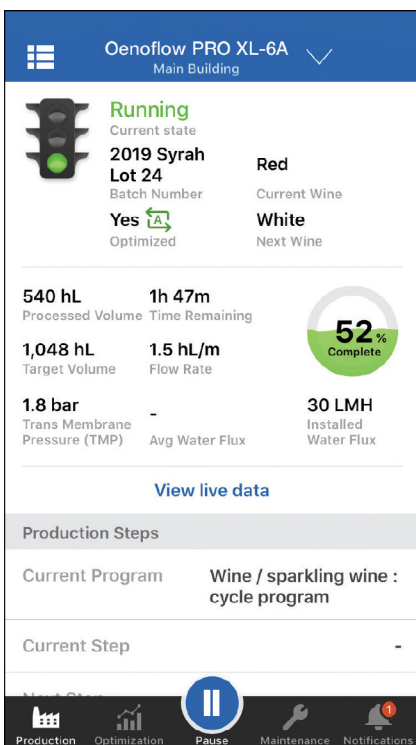 Oenoflow PRO XL-6A
Main Building
Running
Current state
2019 Syrah
Lot 24
Batch Number
Red
Current Wine
Yes A
Optimized
White
Next Wine
540 hL
Processed Volume
1h 47m
Time Remaining
52%
Complete
1,048 hL
Target Volume
1.5 hL/m
Flow Rate
1.8 bar
Trans Membrane
Pressure (TMP)
-
Avg Water Flux
30 LMH
Installed
Water Flux
View live data
Production Steps
Current Program
Wine / sparkling wine :
cycle program
Current Step
-
Next Step
Production
Optimization
Pause
Maintenance
1
Notifications